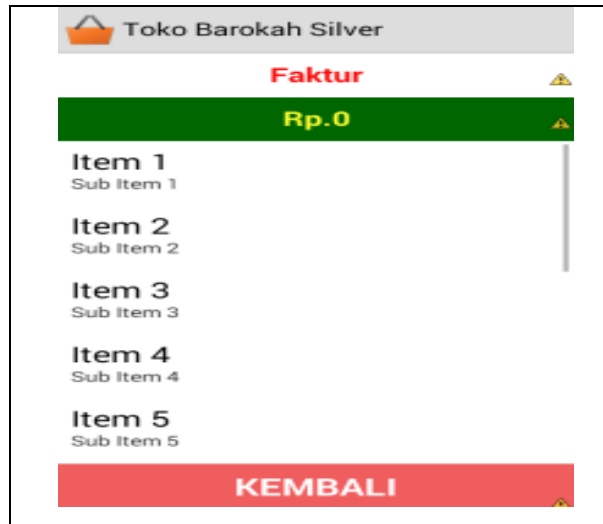 Toko Barokah Silver
Faktur
Rp.0
Item 1
Sub Item 1
Item 2
Sub Item 2
Item 3
Sub Item 3
Item 4
Sub Item 4
Item 5
Sub Item 5
KEMBALI